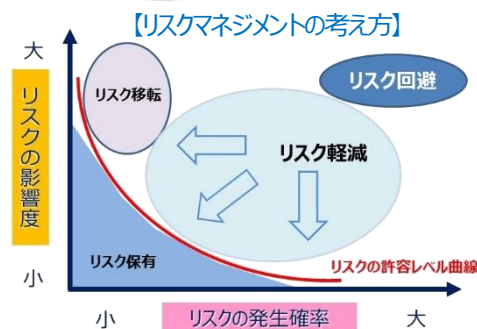 【リスクマネジメントの考え方】
大
リスク回避
リスク移転
リスクの影響度
リスク軽減
リスク保有
リスクの許容レベル曲線
小
小
リスクの発生確率
大